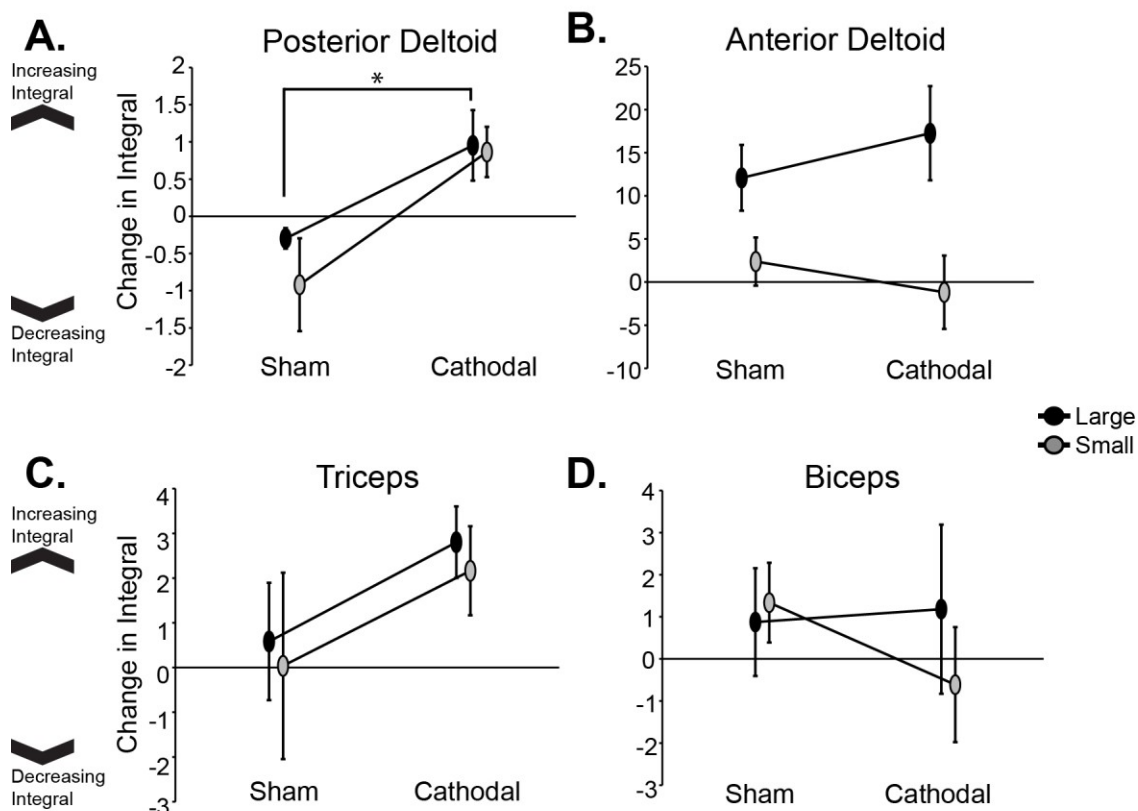 A.
Posterior Deltoid
Increasing
Integral
Change in Integral
2
1.5
1
0.5
0
-0.5
-1
-1.5
-2
*
Decreasing
Integral
Sham
Cathodal
B.
Anterior Deltoid
25
20
15
10
5
0
-5
-10
Sham
Cathodal
Large
Small
C.
Triceps
Increasing
Integral
Change in Integral
4
3
2
1
0
-1
-2
-3
Decreasing
Integral
Sham
Cathodal
D.
Biceps
4
3
2
1
0
-1
-2
-3
Sham
Cathodal